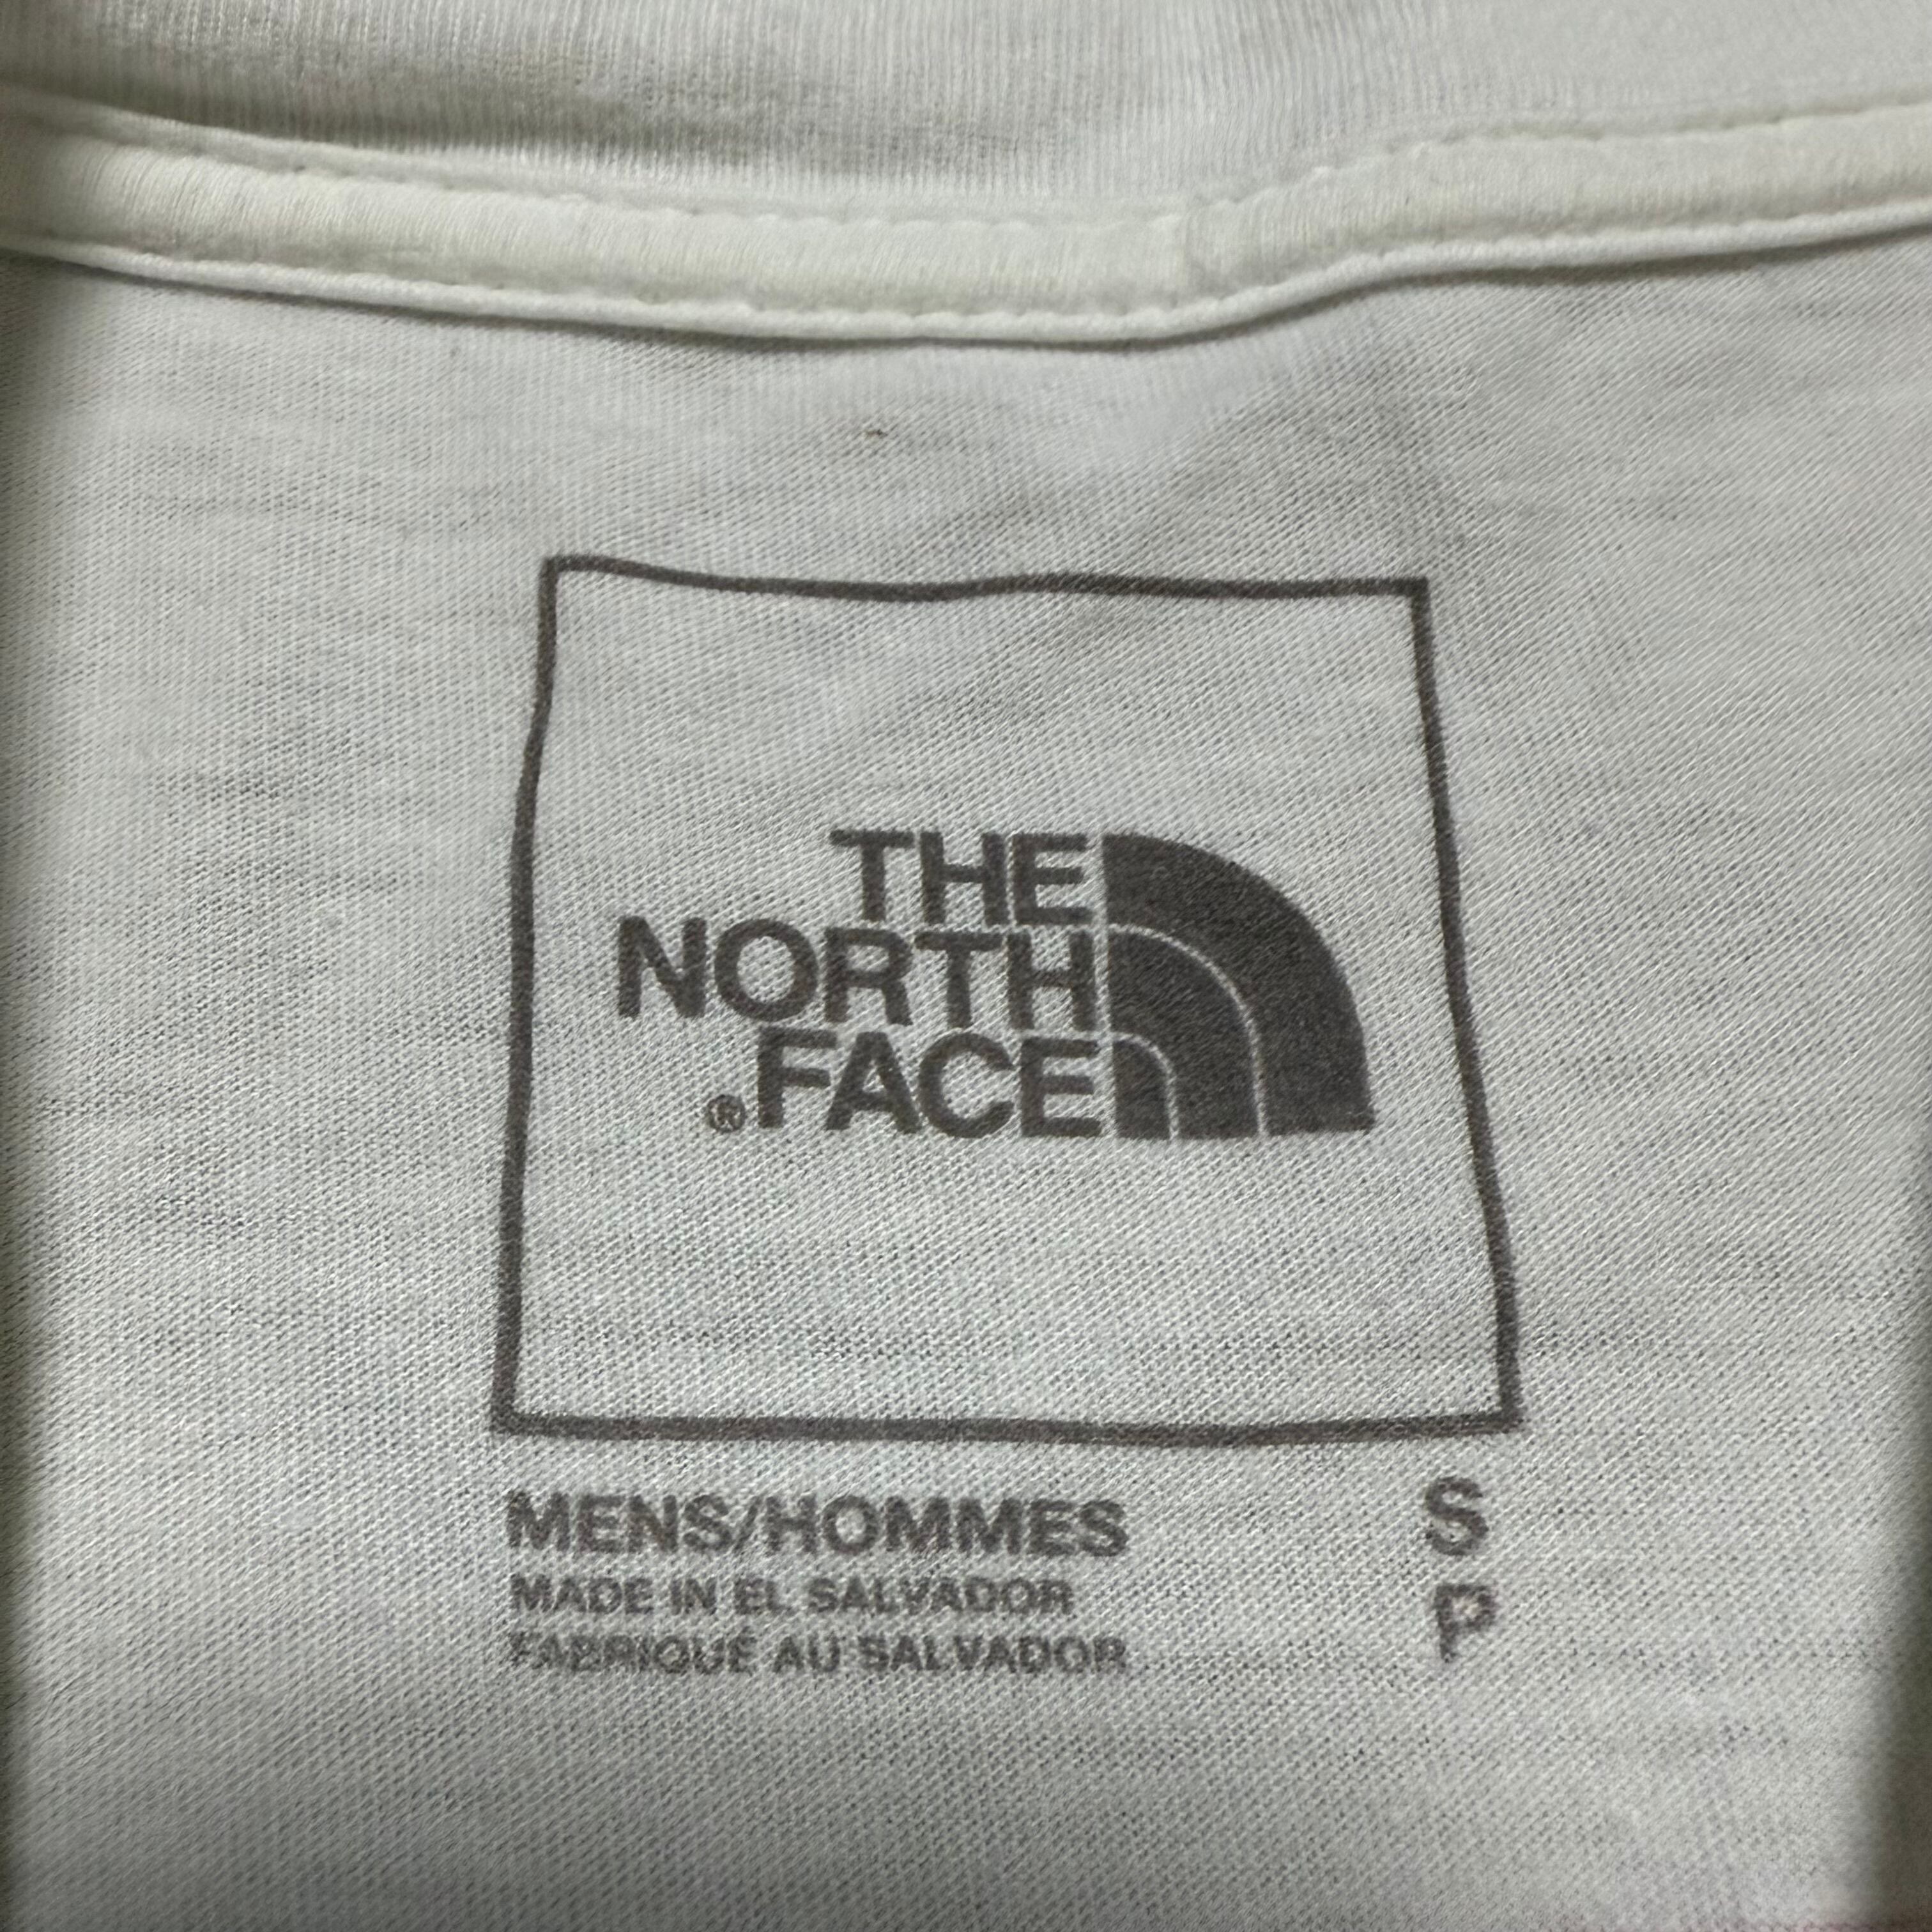 THE
NORTH
®FACE
MENS/HOMMES S
MADE IN EL SALVADOR P
FABRIQUÉ AU SALVADOR